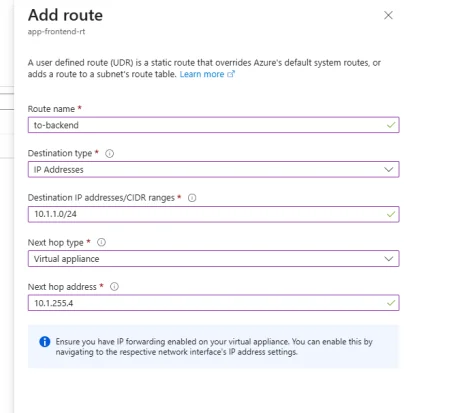 Add route
app-frontend-rt
A user defined route (UDR) is a static route that overrides Azure's default system routes, or
adds a route to a subnet's route table. Learn more
Route name *
to-backend
Destination type *
IP Addresses
Destination IP addresses/CIDR ranges *
10.1.1.0/24
Next hop type *
Virtual appliance
Next hop address *
10.1.255.4
Ensure you have IP forwarding enabled on your virtual appliance. You can enable this by
navigating to the respective network interface's IP address settings.